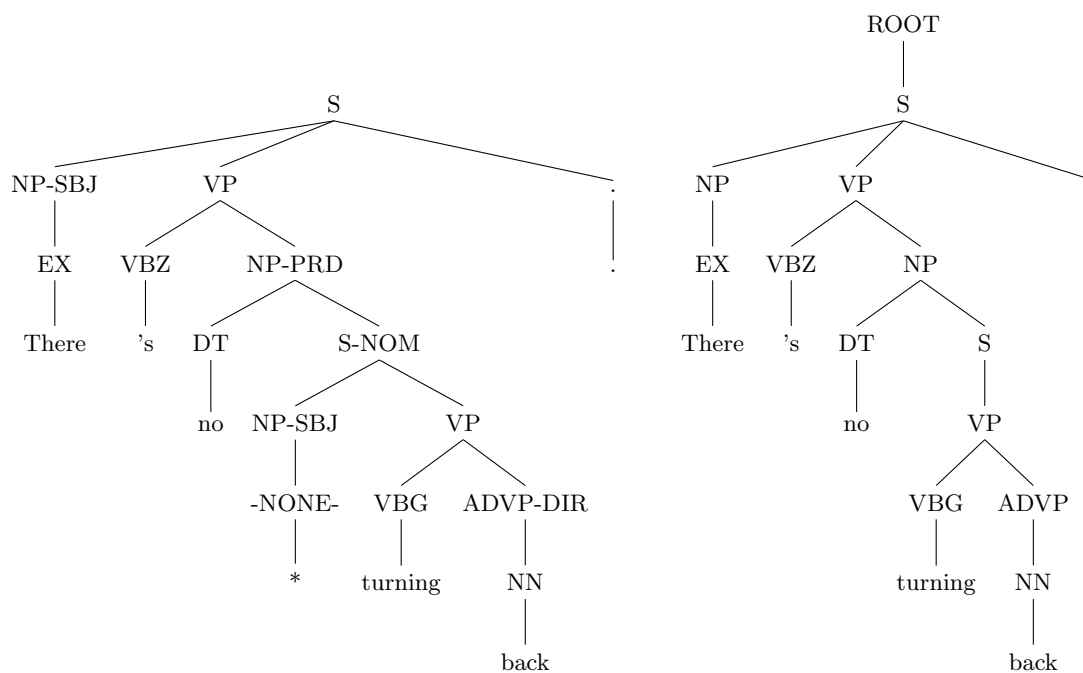 ROOT
S S
NP-SBJ VP . NP VP
EX VBZ NP-PRD . EX VBZ NP
There 's DT S-NOM There 's DT S
no NP-SBJ VP no VP
-NONE- VBG ADVP-DIR VBG ADVP
* turning NN turning NN
back back